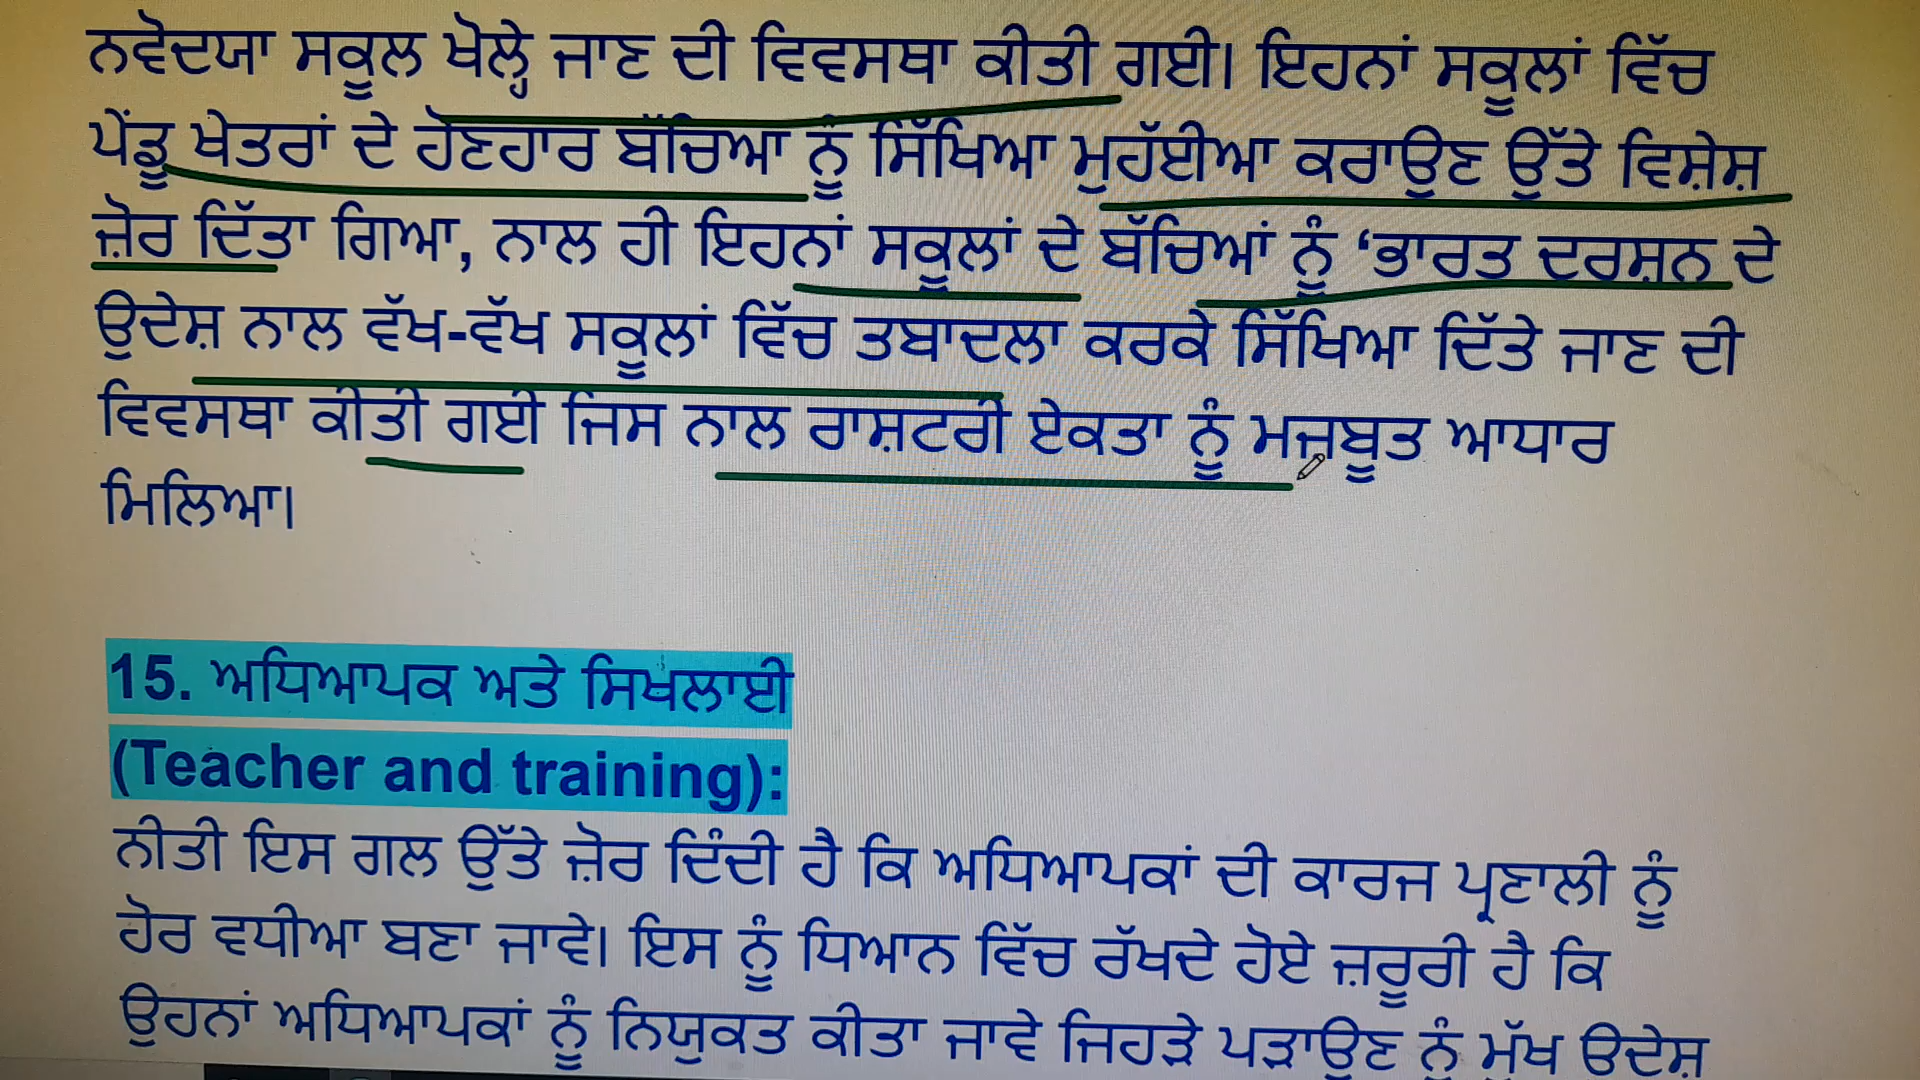 ਨਵੋਦਯਾ ਸਕੂਲ ਖੋਲ੍ਹੇ ਜਾਣ ਦੀ ਵਿਵਸਥਾ ਕੀਤੀ ਗਈ। ਇਹਨਾਂ ਸਕੂਲਾਂ ਵਿੱਚ
ਪੇਂਡੂ ਖੇਤਰਾਂ ਦੇ ਹੋਣਹਾਰ ਬੱਚਿਆ ਨੂੰ ਸਿੱਖਿਆ ਮੁਹੱਈਆ ਕਰਾਉਣ ਉੱਤੇ ਵਿਸ਼ੇਸ਼
ਜ਼ੋਰ ਦਿੱਤਾ ਗਿਆ, ਨਾਲ ਹੀ ਇਹਨਾਂ ਸਕੂਲਾਂ ਦੇ ਬੱਚਿਆਂ ਨੂੰ ‘ਭਾਰਤ ਦਰਸ਼ਨ ਦੇ
ਉਦੇਸ਼ ਨਾਲ ਵੱਖ-ਵੱਖ ਸਕੂਲਾਂ ਵਿੱਚ ਤਬਾਦਲਾ ਕਰਕੇ ਸਿੱਖਿਆ ਦਿੱਤੇ ਜਾਣ ਦੀ
ਵਿਵਸਥਾ ਕੀਤੀ ਗਈ ਜਿਸ ਨਾਲ ਰਾਸ਼ਟਰੀ ਏਕਤਾ ਨੂੰ ਮਜ਼ਬੂਤ ਆਧਾਰ
ਮਿਲਿਆ।
15. ਅਧਿਆਪਕ ਅਤੇ ਸਿਖਲਾਈ
(Teacher and training):
ਨੀਤੀ ਇਸ ਗਲ ਉੱਤੇ ਜ਼ੋਰ ਦਿੰਦੀ ਹੈ ਕਿ ਅਧਿਆਪਕਾਂ ਦੀ ਕਾਰਜ ਪ੍ਰਣਾਲੀ ਨੂੰ
ਹੋਰ ਵਧੀਆ ਬਣਾ ਜਾਵੇ। ਇਸ ਨੂੰ ਧਿਆਨ ਵਿੱਚ ਰੱਖਦੇ ਹੋਏ ਜ਼ਰੂਰੀ ਹੈ ਕਿ
ਉਹਨਾਂ ਅਧਿਆਪਕਾਂ ਨੂੰ ਨਿਯੁਕਤ ਕੀਤਾ ਜਾਵੇ ਜਿਹੜੇ ਪੜਾਉਣ ਨੂੰ ਮੁੱਖ ਉਦੇਸ਼